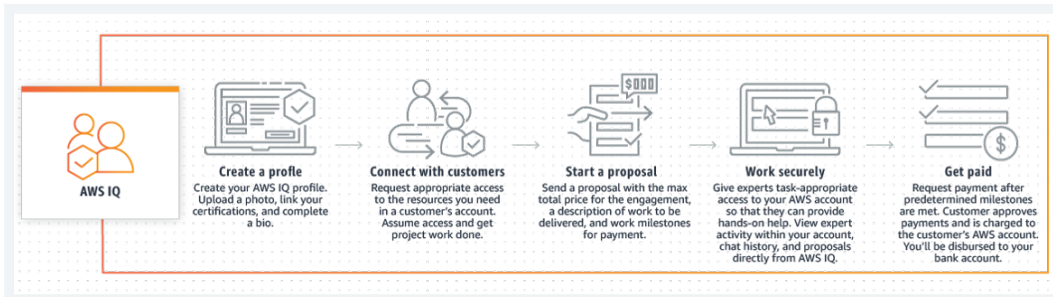 AWS IQ
Create a profle
Create your AWS IQ profile.
Upload a photo, link your
certifications, and complete
a bio.
Connect with customers
Request appropriate access
to the resources you need
in a customer's account.
Assume access and get
project work done.
$000
Start a proposal
Send a proposal with the max
total price for the engagement,
a description of work to be
delivered, and work milestones
for payment.
Work securely
Give experts task-appropriate
access to your AWS account
so that they can provide
hands-on help. View expert
activity within your account,
chat history, and proposals
directly from AWS IQ.
$
Get paid
Request payment after
predetermined milestones
are met. Customer approves
payments and is charged to
the customer's AWS account.
You'll be disbursed to your
bank account.